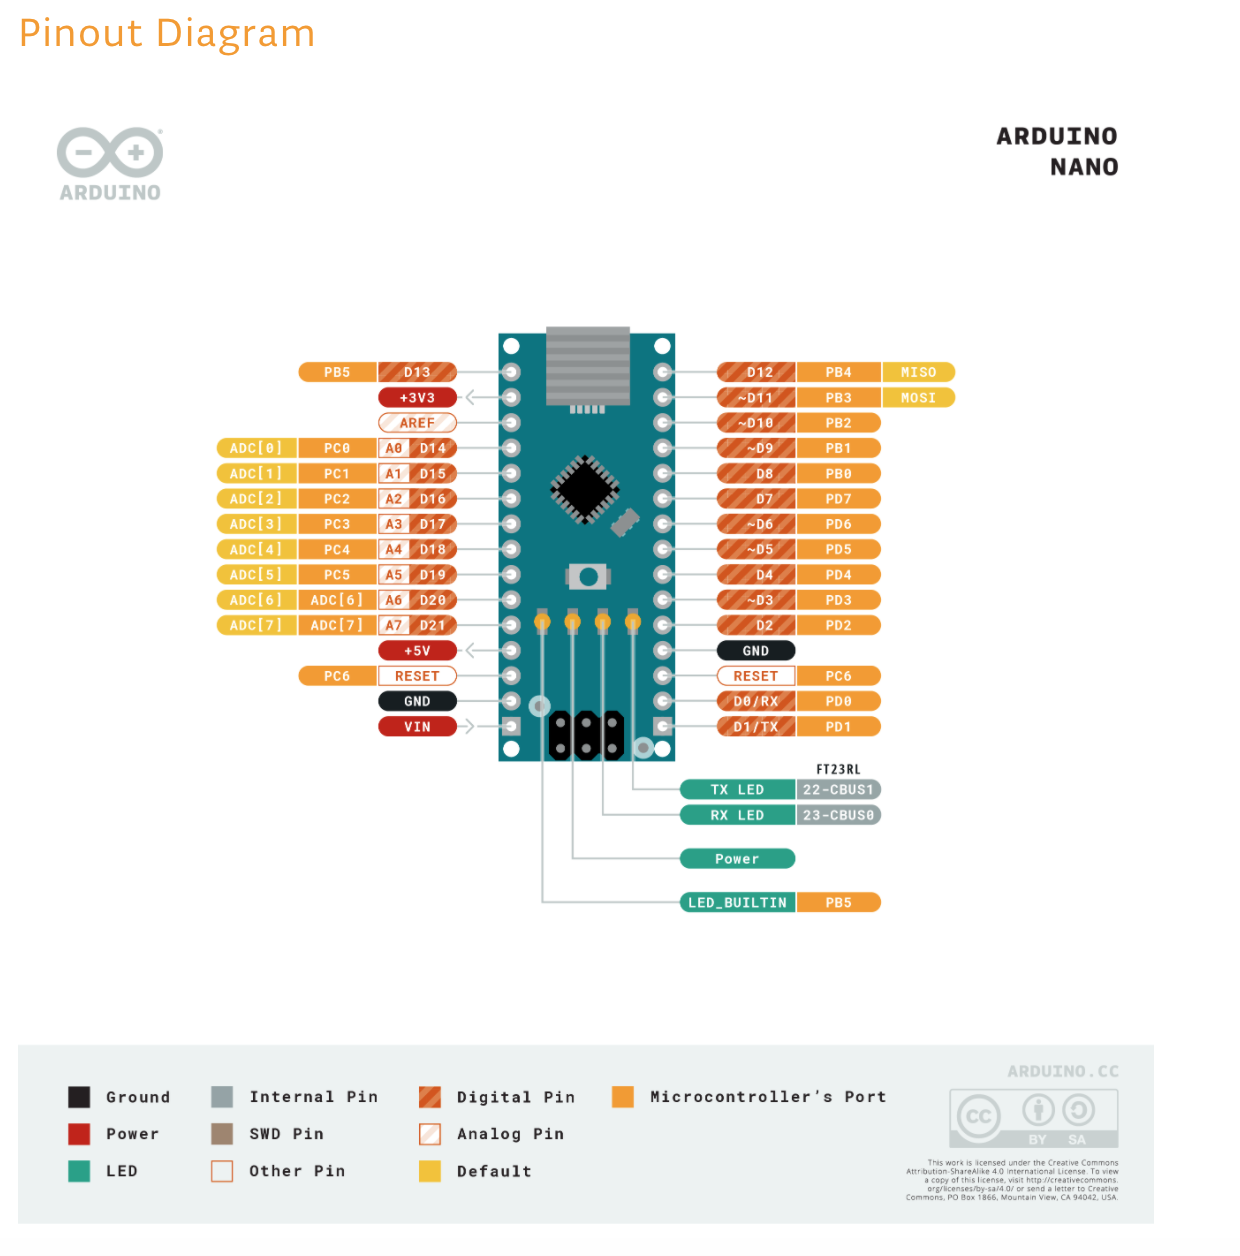 Pinout Diagram
ARDUINO
ARDUINO
NANO
PB5 D13
+3V3
AREF
ADC[0] PC0 A0 D14
ADC[1] PC1 A1 D15
ADC[2] PC2 A2 D16
ADC[3] PC3 A3 D17
ADC[4] PC4 A4 D18
ADC[5] PC5 A5 D19
ADC[6] ADC[6] A6 D20
ADC[7] ADC[7] A7 D21
+5V
PC6 RESET
GND
VIN
D12 PB4 MISO
~D11 PB3 MOSI
~D10 PB2
~D9 PB1
D8 PB0
D7 PD7
~D6 PD6
~D5 PD5
D4 PD4
~D3 PD3
D2 PD2
GND
RESET PC6
D0/RX PD0
D1/TX PD1
FT23RL
TX LED 22-CBUS1
RX LED 23-CBUS0
Power
LED_BUILTIN PB5
Ground
Power
LED
Internal Pin
SWD Pin
Other Pin
Digital Pin
Analog Pin
Default
Microcontroller's Port
ARDUINO.CC
cc
BY SA
This work is licensed under the Creative Commons
Attribution-ShareAlike 4.0 International License. To view
a copy of this license, visit http://creativecommons.
org/licenses/by-sa/4.0/ or send a letter to Creative
Commons, PO Box 1866, Mountain View, CA 94042, USA.